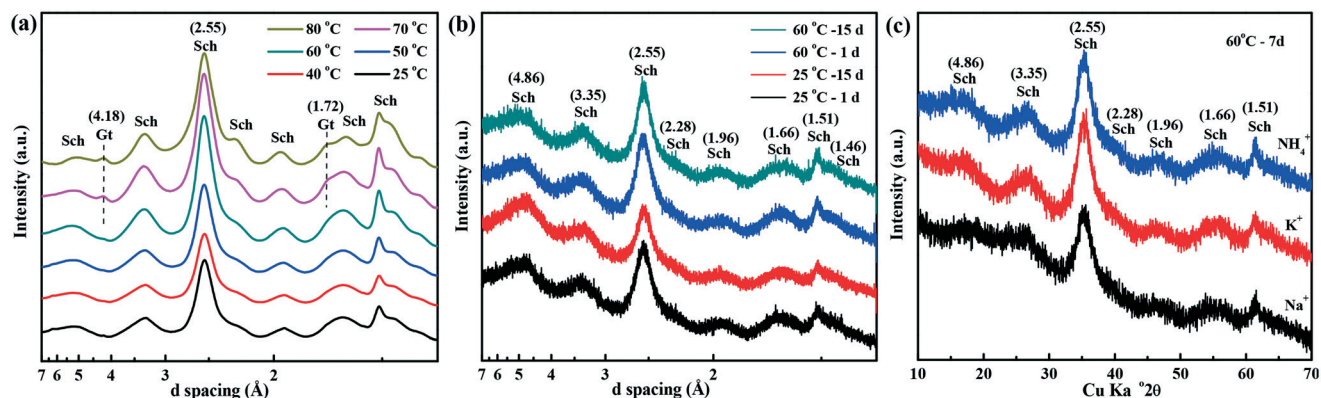 (a)
(2.55)
Sch
80 °C
70 °C
60 °C
50 °C
40 °C
25 °C
Sch
(4.18)
Gt
Sch
Sch
Sch
(1.72)
Gt
Sch
Sch
Intensity (a.u.)
7 6 5 4 3 2
d spacing (Å)
(b)
(2.55)
Sch
60 °C -15 d
60 °C - 1 d
25 °C -15 d
25 °C - 1 d
(4.86)
Sch
(3.35)
Sch
(2.28)
Sch
(1.96)
Sch
(1.66)
Sch
(1.51)
Sch
(1.46)
Sch
Intensity (a.u.)
7 6 5 4 3 2
d spacing (Å)
(c)
(2.55)
Sch
60°C - 7d
(4.86)
Sch
(3.35)
Sch
(2.28)
Sch
(1.96)
Sch
(1.66)
Sch
(1.51)
Sch
NH4+
K+
Na+
Intensity (a.u.)
10 20 30 40 50 60 70
Cu Ka °2θ